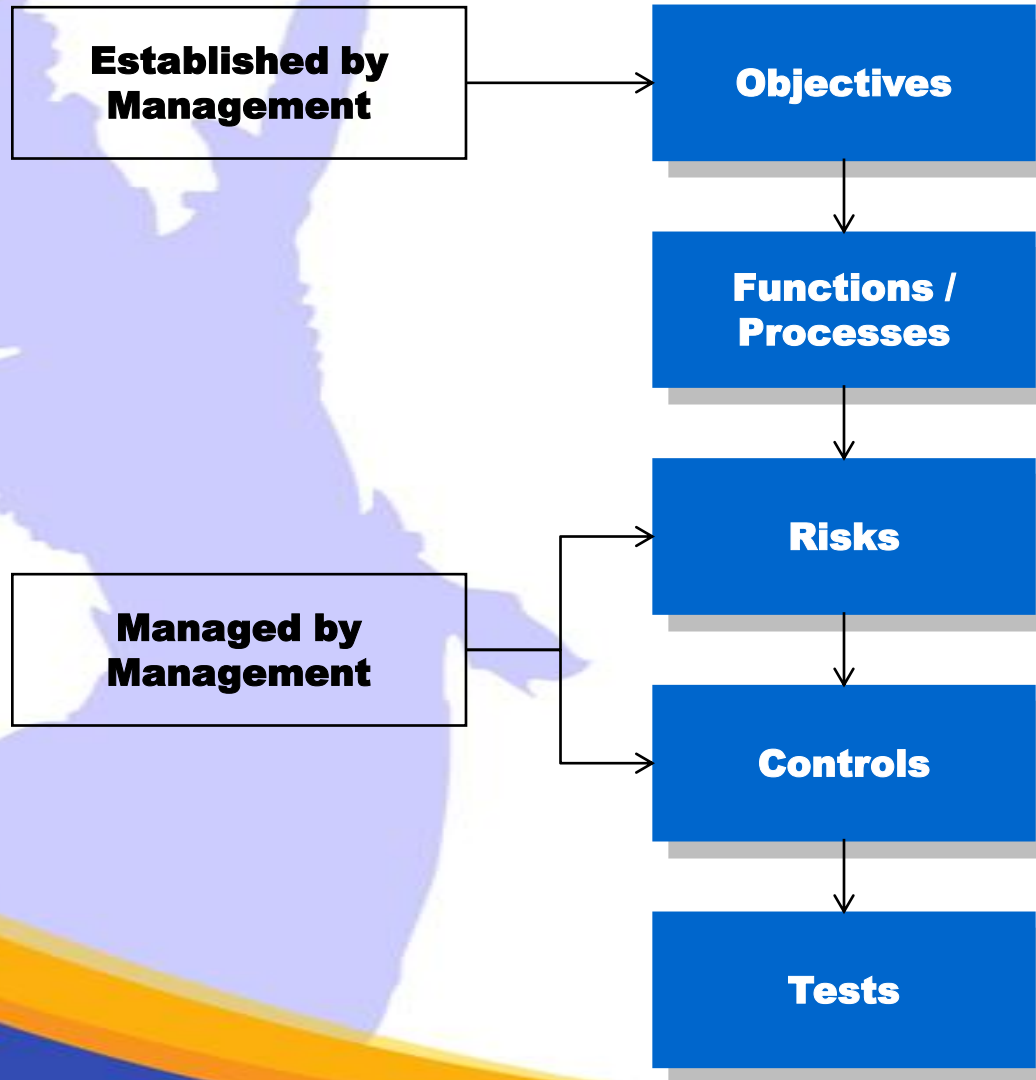 Established by
Management
Objectives
Functions /
Processes
Risks
Managed by
Management
Controls
Tests